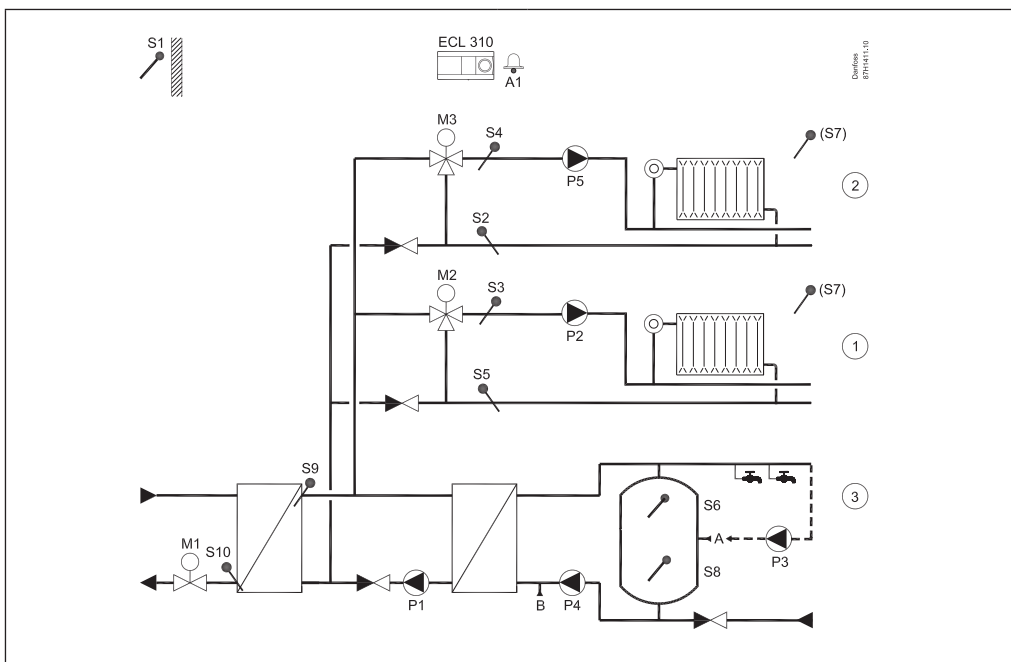 S1
ECL 310
A1
Danfoss
87H1411.10
M3
S4
P5
(S7)
2
S2
M2
S3
P2
(S7)
1
S5
S9
3
S6
A
P3
M1
S10
S8
P1
B
P4